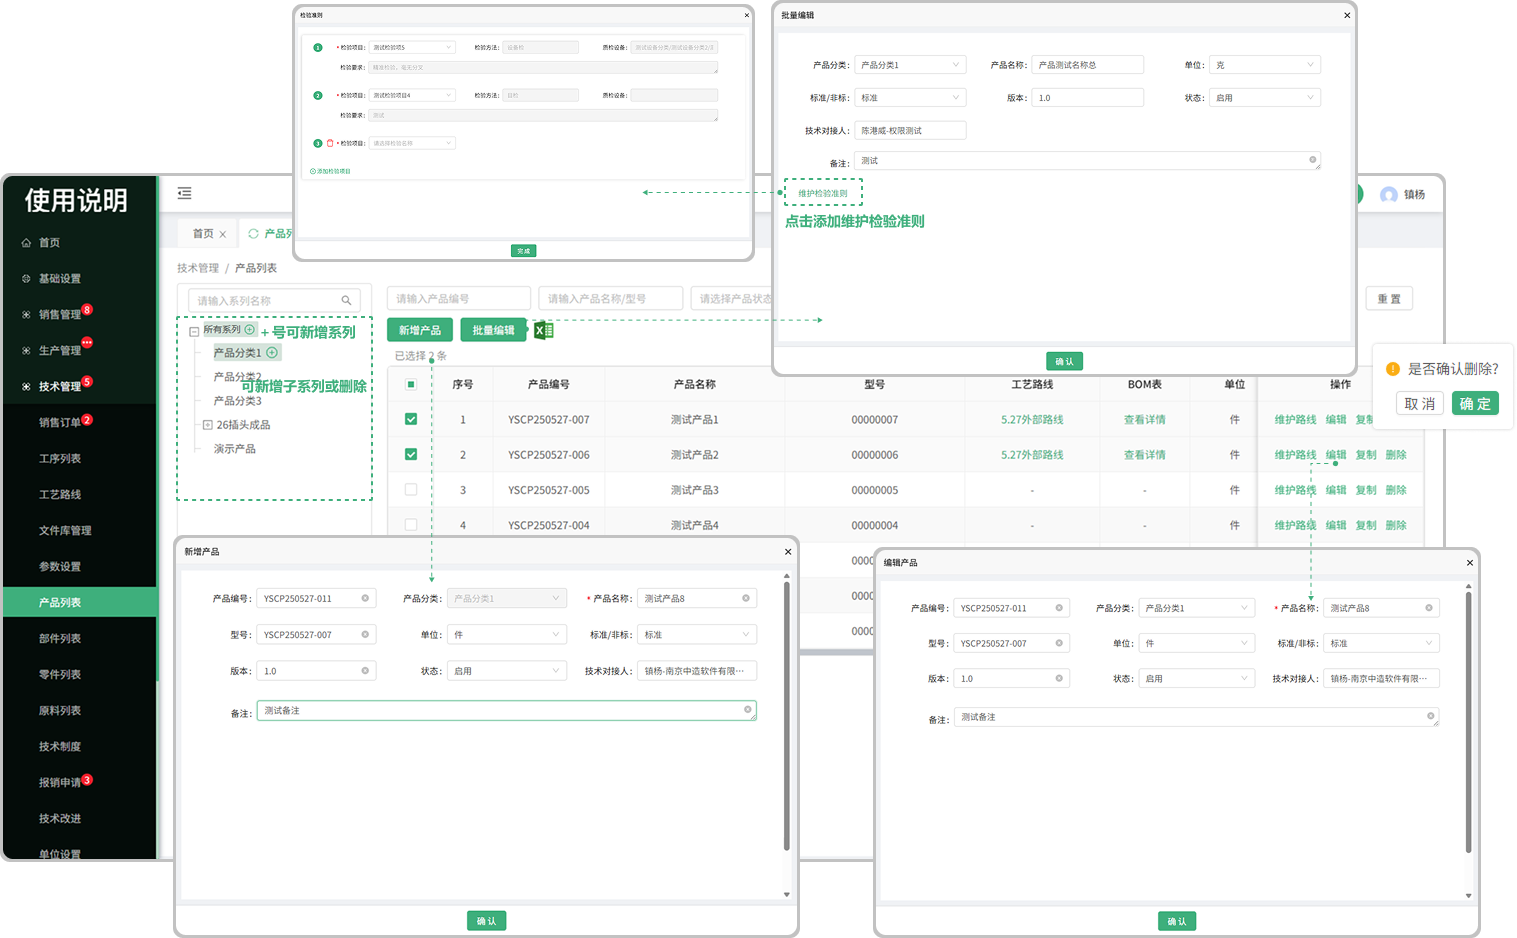 检验准则
×
1
* 检验项目:
测试检验项5
检验方法:
设备检
质检设备:
测试设备分类/测试设备分类2/3
检验要求:
精准检验、毫无分叉
2
* 检验项目:
测试检验项目4
检验方法:
目检
质检设备:
检验要求:
测试
3
* 检验项目:
请选择检验名称
添加检验项目
完成
批量编辑
×
产品分类:
产品分类1
产品名称:
产品测试名称总
单位:
克
标准/非标:
标准
版本:
1.0
状态:
启用
技术对接人:
陈港威-权限测试
备注:
测试
维护检验准则
点击添加维护检验准则
确 认
使用说明
首页
基础设置
销售管理
8
生产管理
技术管理
5
销售订单
2
工序列表
工艺路线
文件库管理
参数设置
产品列表
部件列表
零件列表
原料列表
技术制度
报销申请
3
技术改进
单位设置
镇杨
首页 ×
产品列
技术管理 / 产品列表
请输入系列名称
所有系列
+ 号可新增系列
产品分类1
产品分类2
可新增子系列或删除
产品分类3
26插头成品
演示产品
请输入产品编号
请输入产品名称/型号
请选择产品状态
重 置
新增产品
批量编辑
已选择 2 条
序号 产品编号 产品名称 型号 工艺路线 BOM表 单位 操作
1 YSCP250527-007 测试产品1 00000007 5.27外部路线 查看详情 件 维护路线 编辑 复制
2 YSCP250527-006 测试产品2 00000006 5.27外部路线 查看详情 件 维护路线 编辑 复制 删除
3 YSCP250527-005 测试产品3 00000005 - - 件 维护路线 编辑 复制 删除
4 YSCP250527-004 测试产品4 00000004 - - 件 维护路线 编辑 复制 删除
0000
0000
0000
是否确认删除?
取 消
确 定
新增产品
×
产品编号:
YSCP250527-011
产品分类:
产品分类1
* 产品名称:
测试产品8
型号:
YSCP250527-007
单位:
件
标准/非标:
标准
版本:
1.0
状态:
启用
技术对接人:
镇杨-南京中造软件有限···
备注:
测试备注
确 认
编辑产品
×
产品编号:
YSCP250527-011
产品分类:
产品分类1
* 产品名称:
测试产品8
型号:
YSCP250527-007
单位:
件
标准/非标:
标准
版本:
1.0
状态:
启用
技术对接人:
镇杨-南京中造软件有限···
备注:
测试备注
确 认